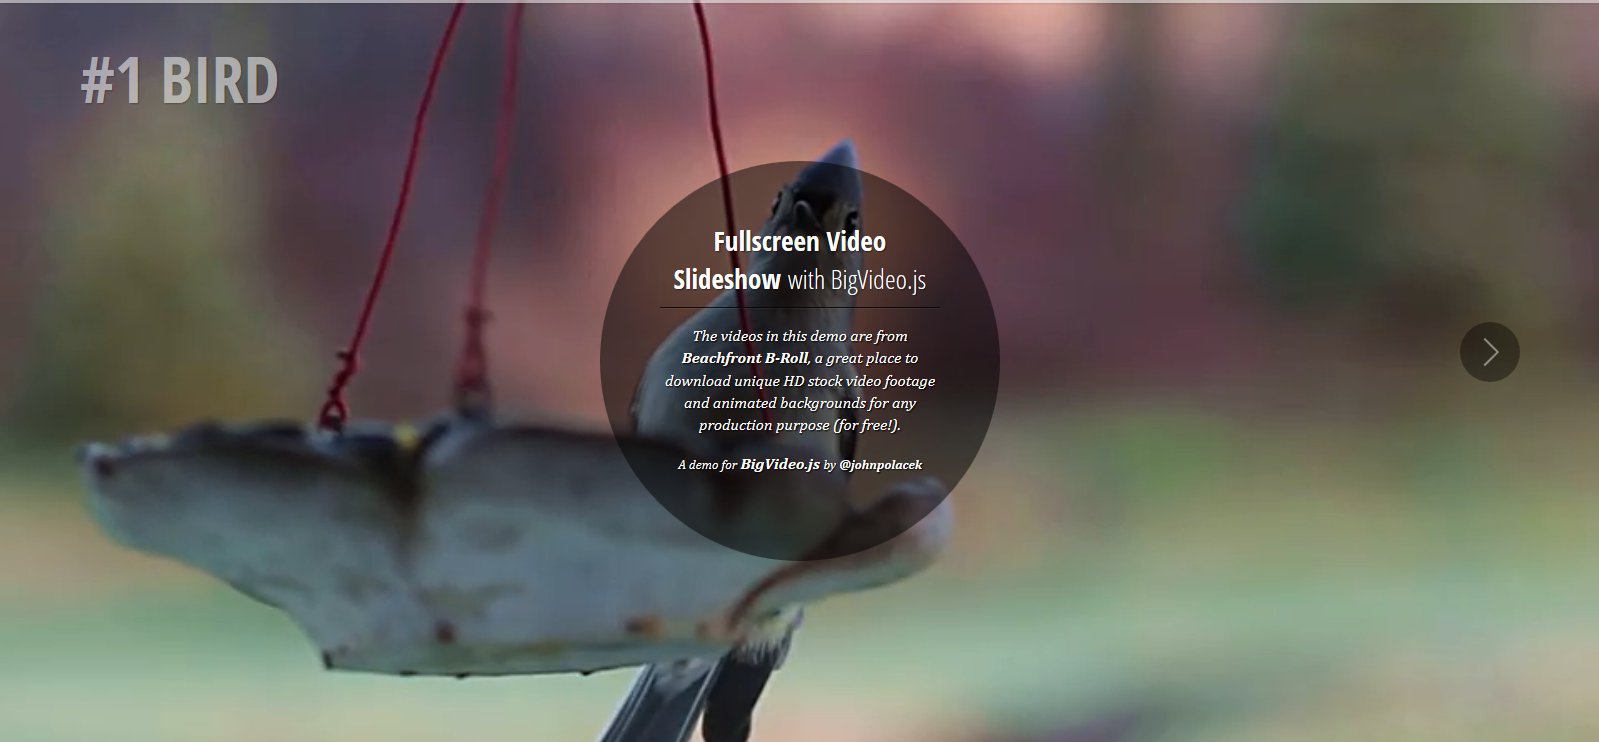 #1 BIRD
Fullscreen Video
Slideshow with BigVideo.js
The videos in this demo are from
Beachfront B-Roll, a great place to
download unique HD stock video footage
and animated backgrounds for any
production purpose (for free!).
A demo for BigVideo.js by @johnpolacek